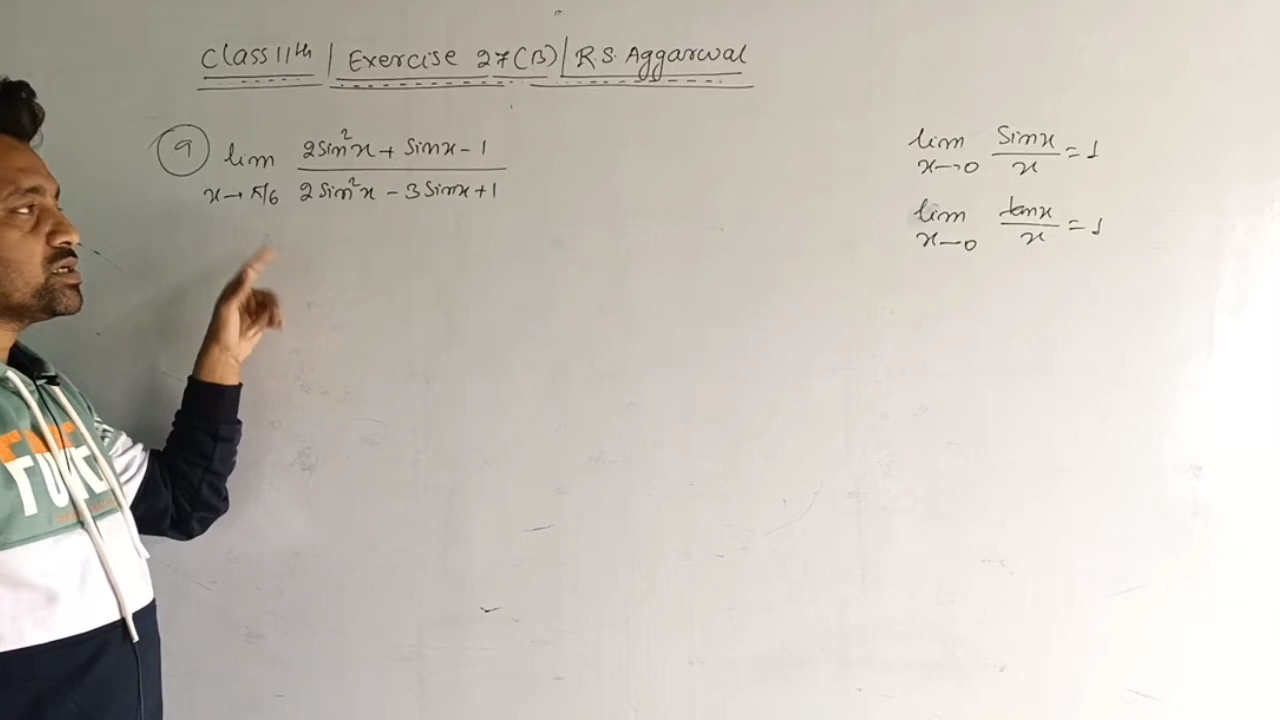 Class 11th | Exercise 27(B) | R.S. Aggarwal
9 lim x→π/6 (2Sin²x + Sinx - 1)/(2Sin²x - 3Sinx + 1)
lim x→0 Sinx/x = 1
lim x→0 tanx/x = 1